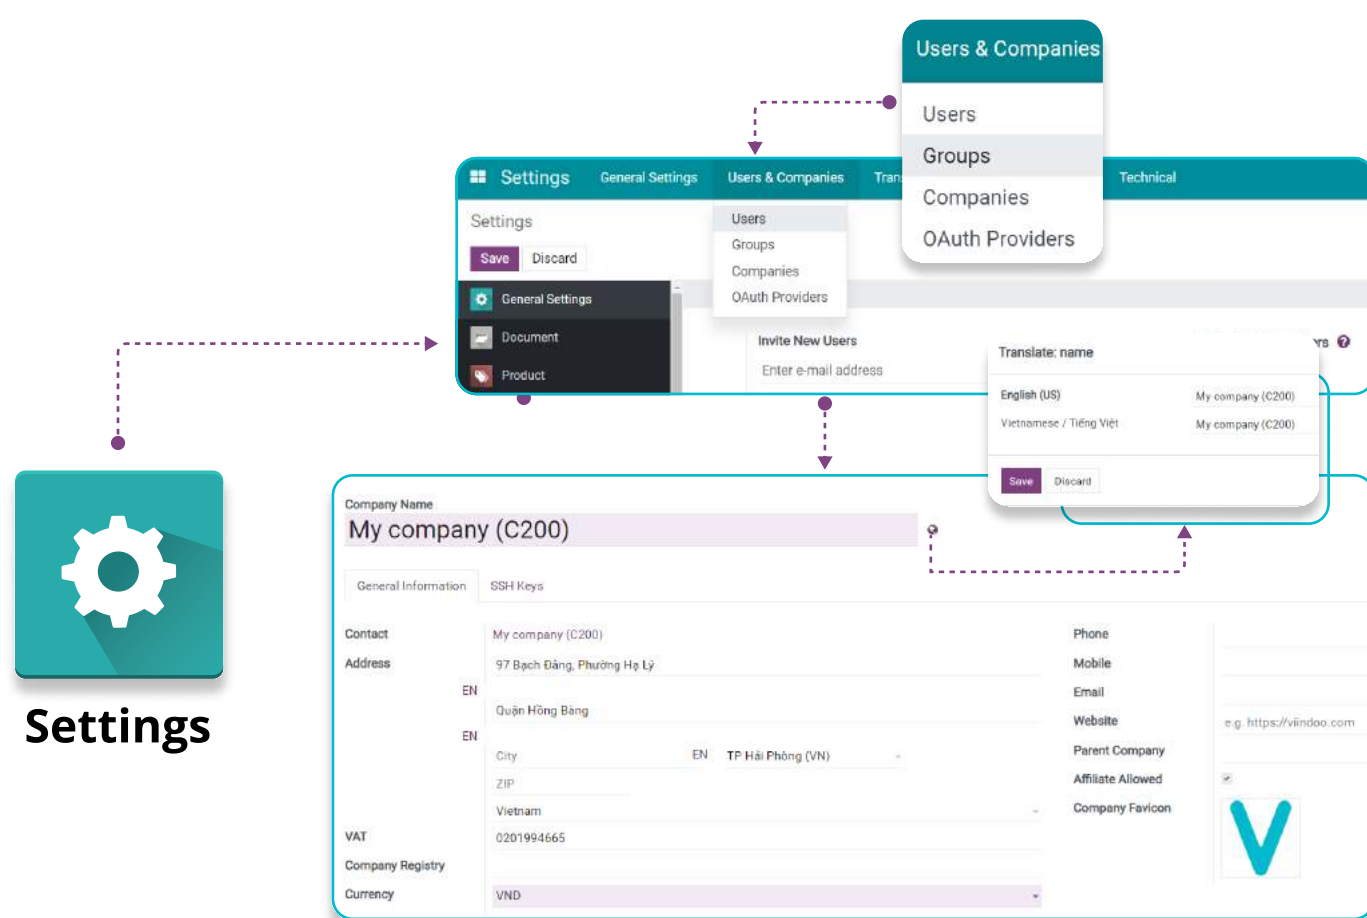 Users & Companies
Users
Groups
Companies
OAuth Providers
Settings General Settings Users & Companies Technical
Settings
Save Discard
Users
Groups
Companies
OAuth Providers
General Settings
Document
Product
Invite New Users
Enter e-mail address
Translate: name
English (US) My company (C200)
Vietnamese / Tiếng Việt My company (C200)
Save Discard
Settings
Company Name
My company (C200)
General Information SSH Keys
Contact My company (C200)
Address 97 Bạch Đằng, Phường Hạ Lý
EN
Quận Hồng Bàng
EN
City EN TP Hải Phòng (VN)
ZIP
Vietnam
VAT 0201994665
Company Registry
Currency VND
Phone
Mobile
Email
Website e.g. https://viindoo.com
Parent Company
Affiliate Allowed
Company Favicon